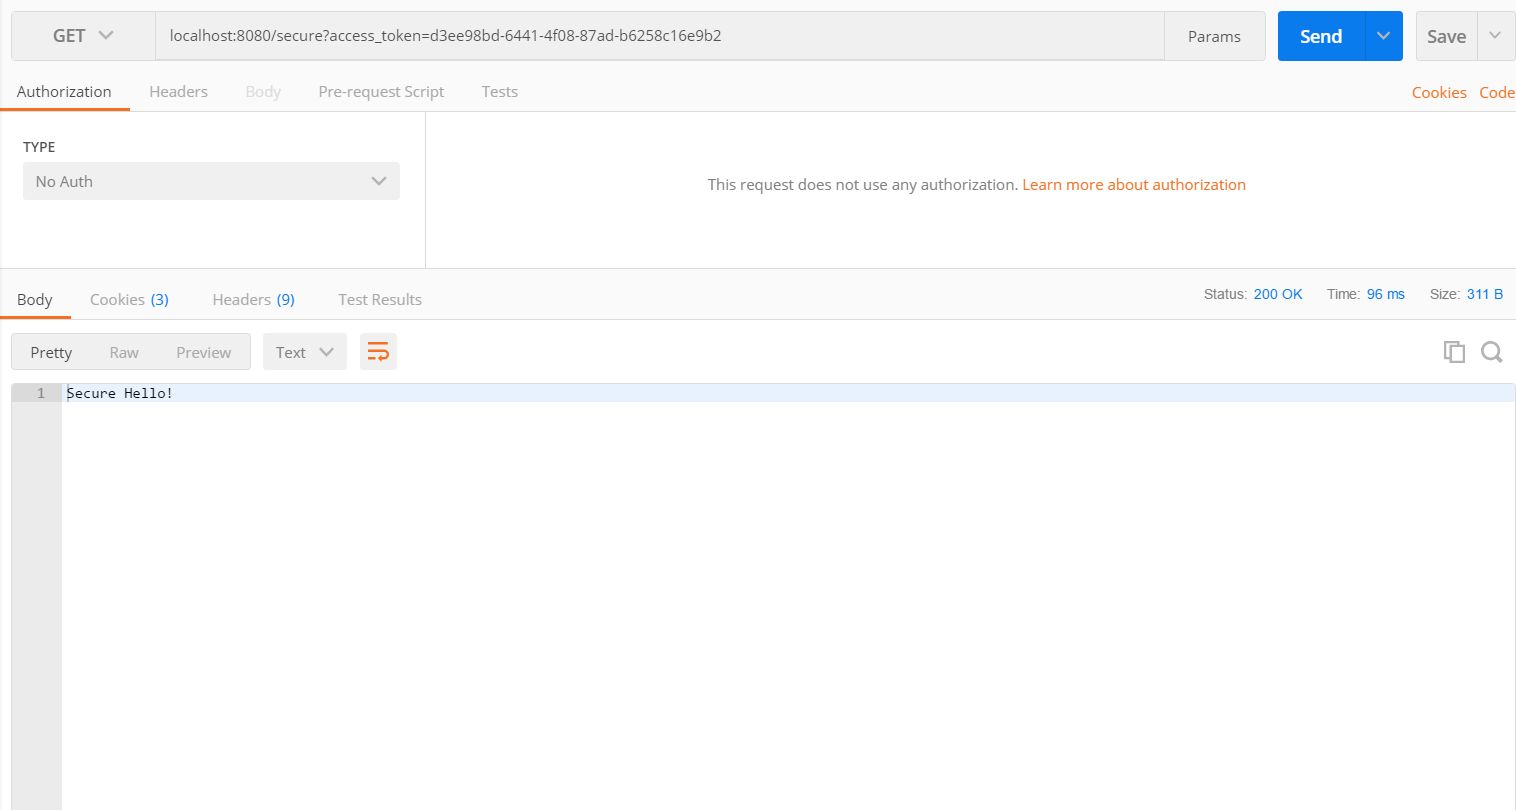 GET localhost:8080/secure?access_token=d3ee98bd-6441-4f08-87ad-b6258c16e9b2 Params Send Save
Authorization Headers Body Pre-request Script Tests Cookies Code
TYPE
No Auth
This request does not use any authorization. Learn more about authorization
Body Cookies (3) Headers (9) Test Results Status: 200 OK Time: 96 ms Size: 311 B
Pretty Raw Preview Text
1 Secure Hello!